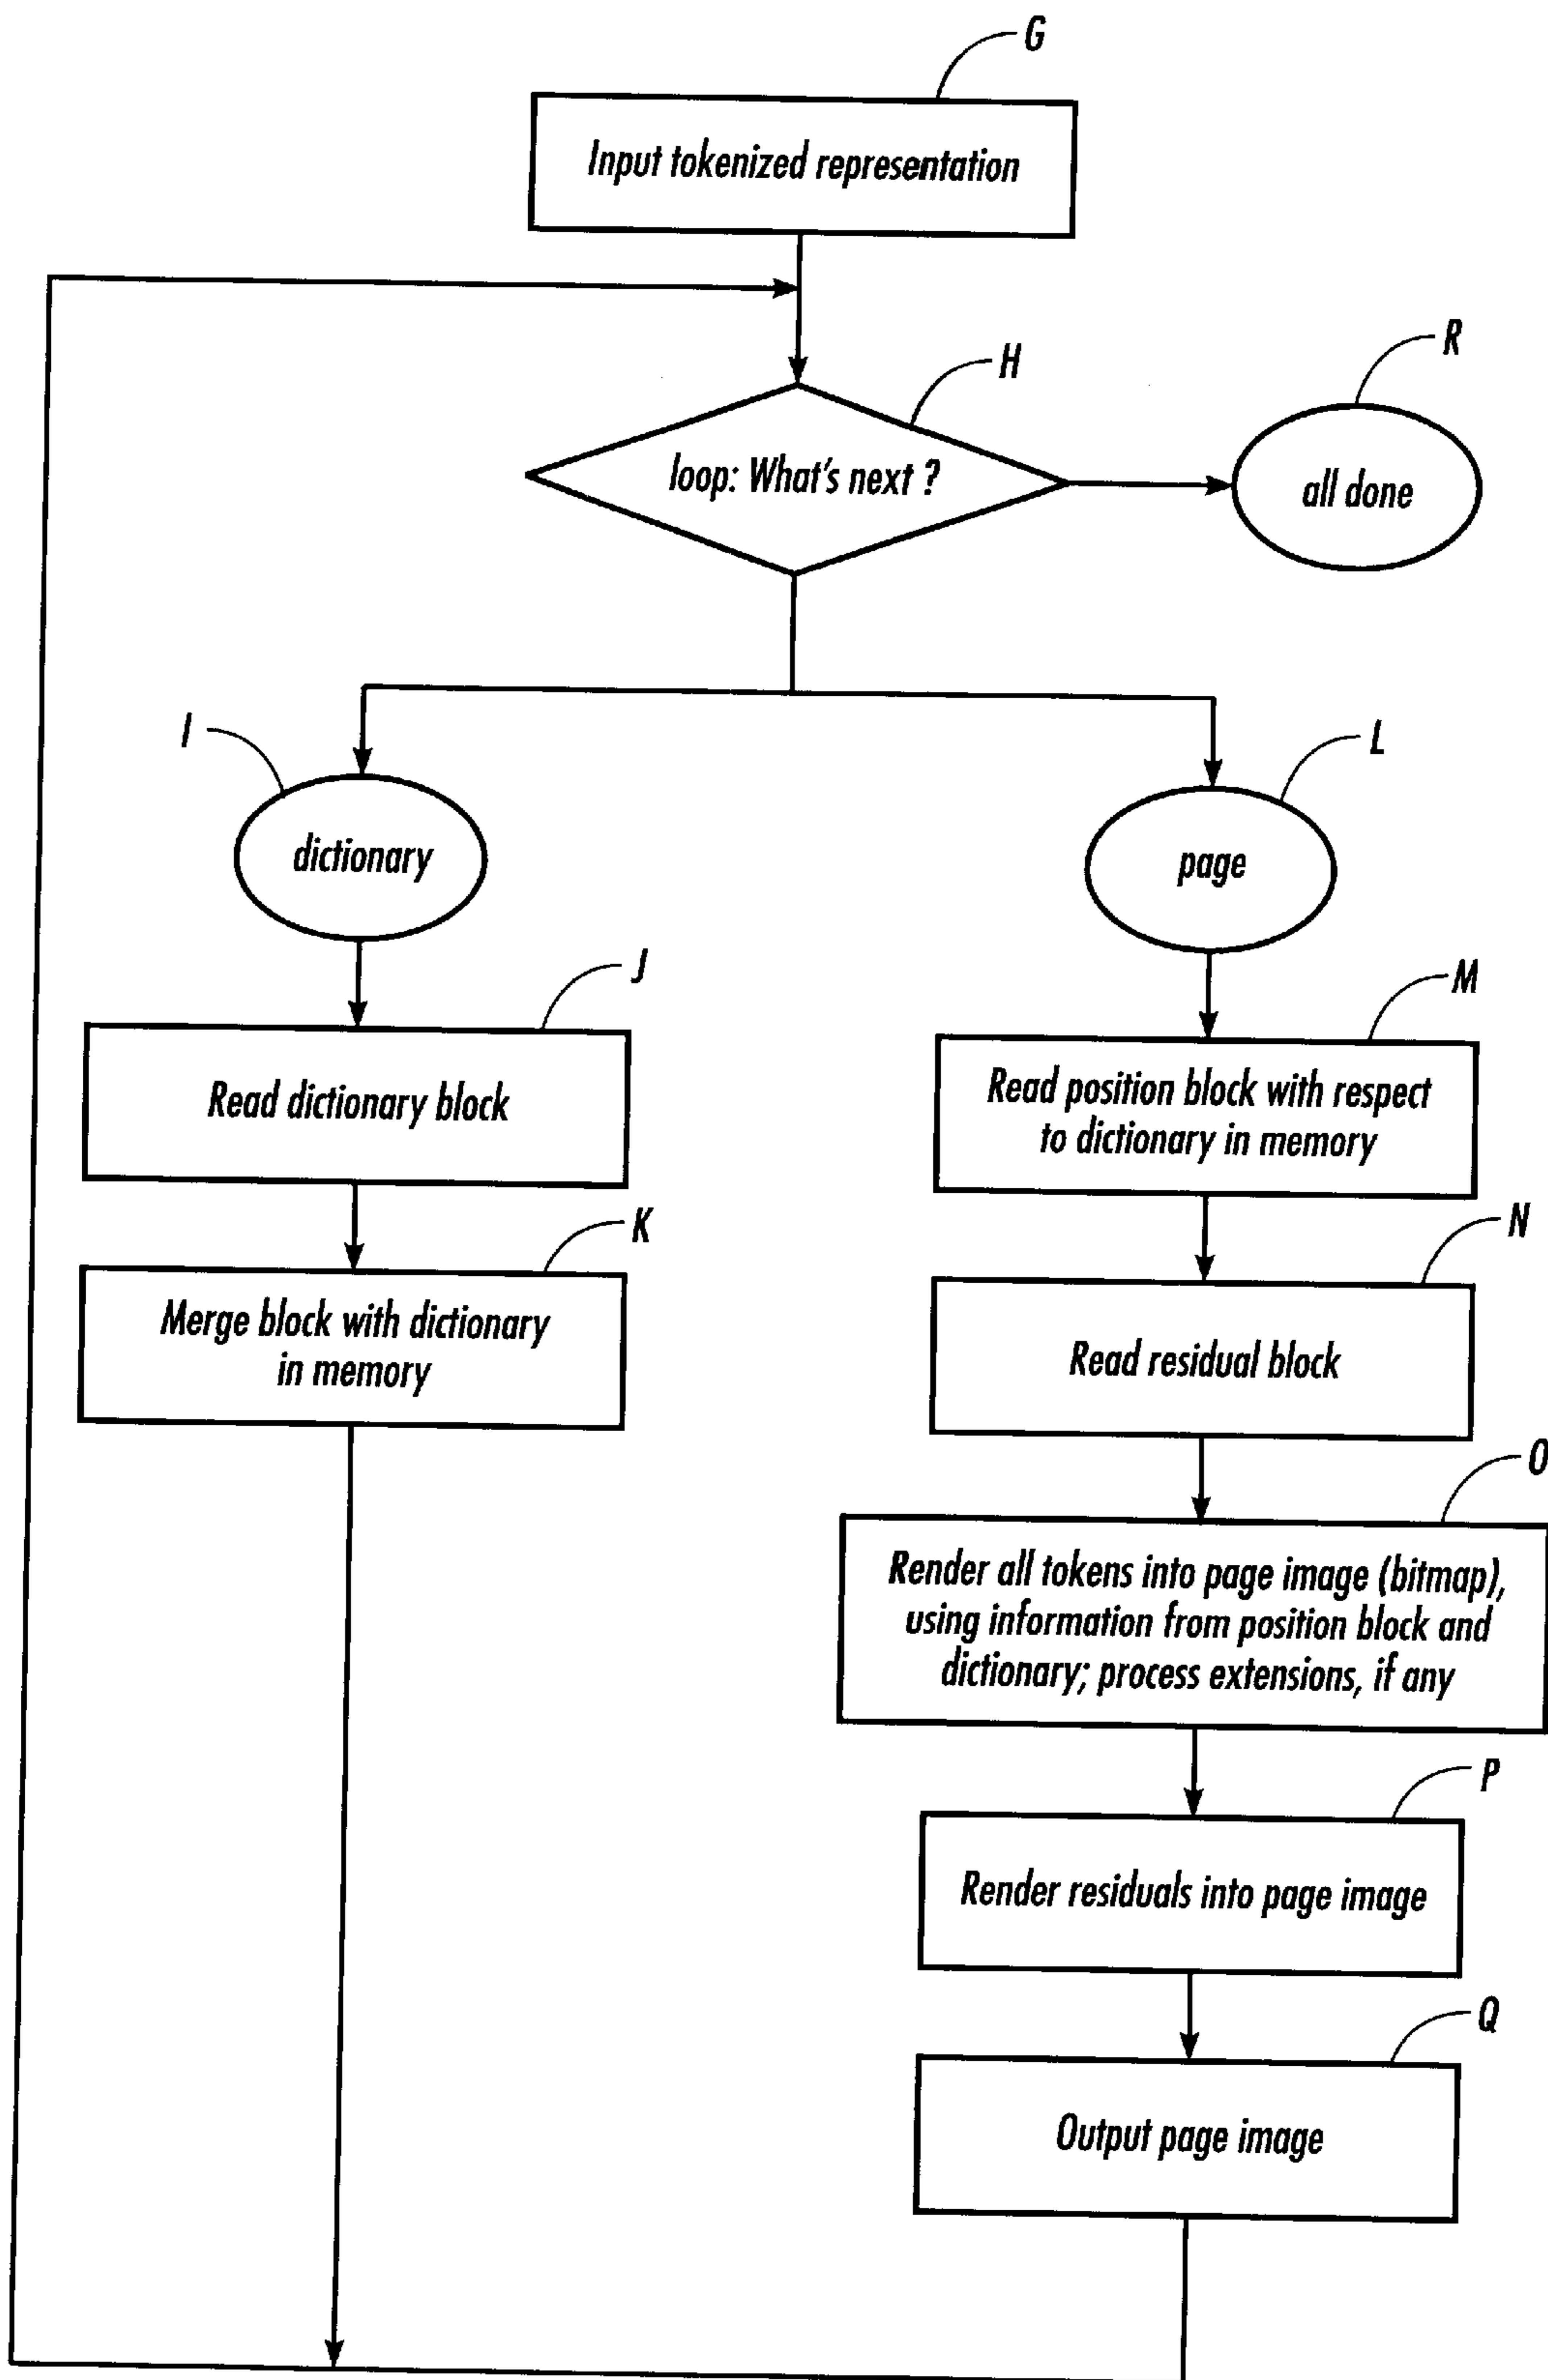 G
Input tokenized representation
R
H
loop: What's next ?
all done
I
L
dictionary
page
J
M
Read dictionary block
Read position block with respect
to dictionary in memory
K
N
Merge block with dictionary
in memory
Read residual block
O
Render all tokens into page image (bitmap),
using information from position block and
dictionary; process extensions, if any
P
Render residuals into page image
Q
Output page image